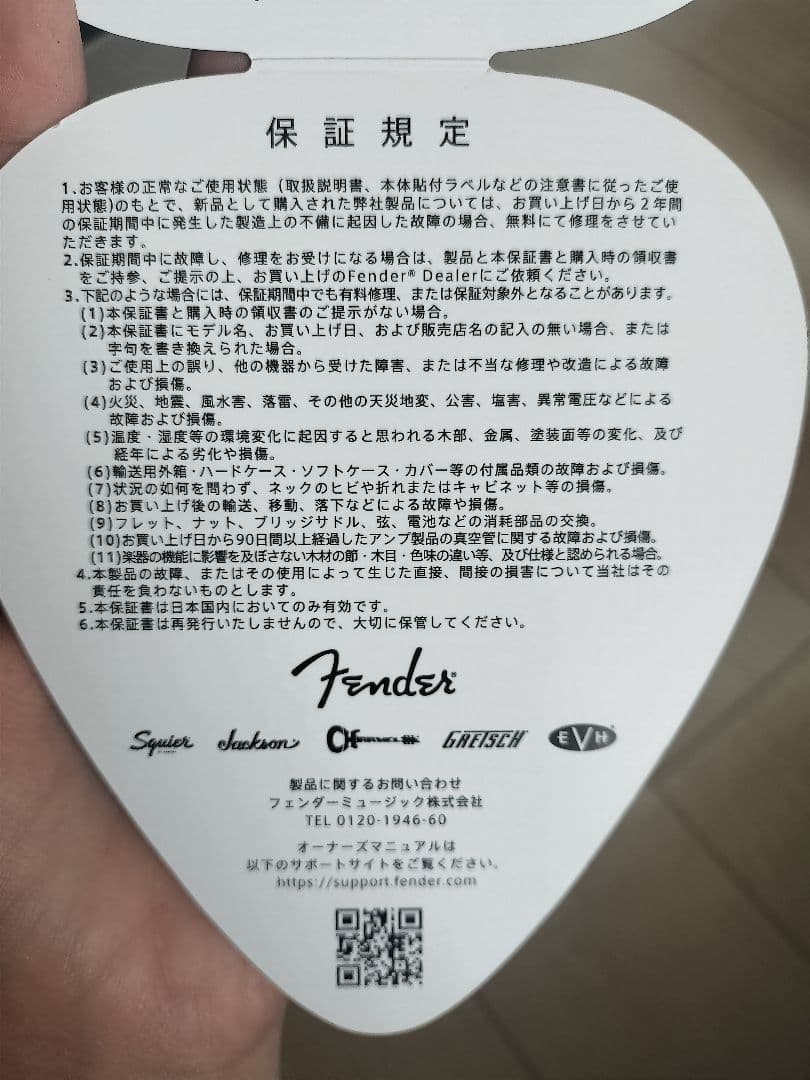 保証規定
1.お客様の正常なご使用状態（取扱説明書、本体貼付ラベルなどの注意書に従ったご使
用状態)のもとで、新品として購入された弊社製品については、お買い上げ日から2年間
の保証期間中に発生した製造上の不備に起因した故障の場合、無料にて修理をさせてい
ただきます。
2.保証期間中に故障し、修理をお受けになる場合は、製品と本保証書と購入時の領収書
をご持参、ご提示の上、お買い上げのFender® Dealerにご依頼ください。
3.下記のような場合には、保証期間中でも有料修理、または保証対象外となることがあります。
(1)本保証書と購入時の領収書のご提示がない場合。
(2)本保証書にモデル名、お買い上げ日、および販売店名の記入の無い場合、または
字句を書き換えられた場合。
(3)ご使用上の誤り、他の機器から受けた障害、または不当な修理や改造による故障
および損傷。
(4)火災、地震、風水害、落雷、その他の天災地変、公害、塩害、異常電圧などによる
故障および損傷。
(5)温度・湿度等の環境変化に起因すると思われる木部、金属、塗装面等の変化、及び
経年による劣化や損傷。
(6)輸送用外箱・ハードケース・ソフトケース・カバー等の付属品類の故障および損傷。
(7)状況の如何を問わず、ネックのヒビや折れまたはキャビネット等の損傷。
(8)お買い上げ後の輸送、移動、落下などによる故障や損傷。
(9)フレット、ナット、ブリッジサドル、弦、電池などの消耗部品の交換。
(10)お買い上げ日から90日間以上経過したアンプ製品の真空管に関する故障および損傷。
(11)楽器の機能に影響を及ぼさない木材の節・木目・色味の違い等、及び仕様と認められる場合。
4.本製品の故障、またはその使用によって生じた直接、間接の損害について当社はその
責任を負わないものとします。
5.本保証書は日本国内においてのみ有効です。
6.本保証書は再発行いたしませんので、大切に保管してください。
Fender®
Squier Jackson Charvel GRETSCH EVH
製品に関するお問い合わせ
フェンダーミュージック株式会社
TEL 0120-1946-60
オーナーズマニュアルは
以下のサポートサイトをご覧ください。
https://support.fender.com